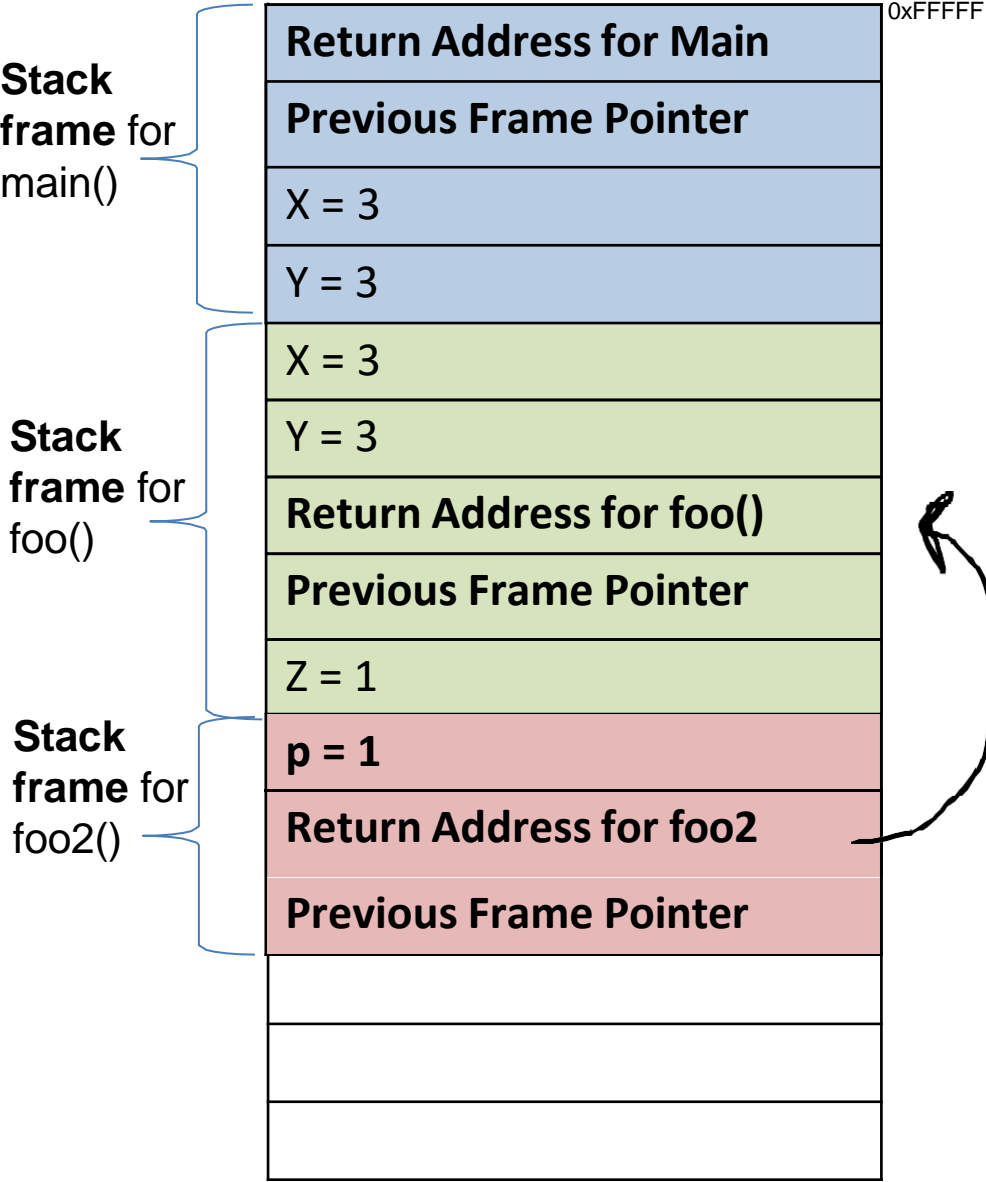 0xFFFFF
Return Address for Main
Stack
frame for
main()
Previous Frame Pointer
X = 3
Y = 3
X = 3
Stack
frame for
foo()
Y = 3
Return Address for foo()
Previous Frame Pointer
Z = 1
Stack
frame for
foo2()
p = 1
Return Address for foo2
Previous Frame Pointer